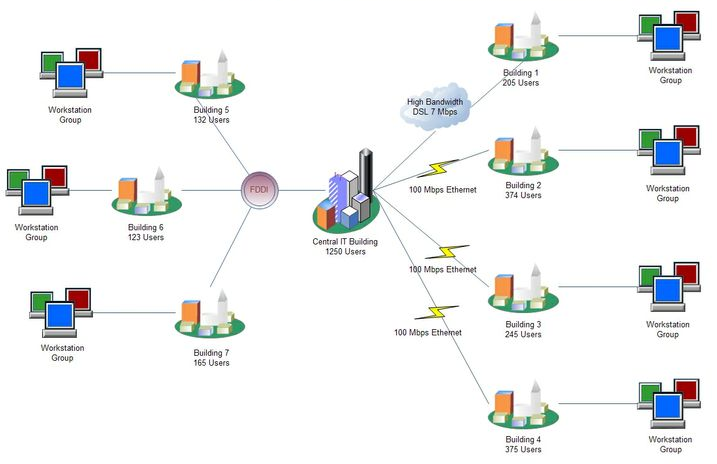 Building 1
205 Users
Workstation
Group
High Bandwidth
DSL 7 Mbps
Workstation
Group
Building 5
132 Users
100 Mbps Ethernet
Building 2
374 Users
Workstation
Group
FDDI
Workstation
Group
Building 6
123 Users
Central IT Building
1250 Users
100 Mbps Ethernet
Building 3
245 Users
Workstation
Group
100 Mbps Ethernet
Workstation
Group
Building 7
165 Users
Building 4
375 Users
Workstation
Group